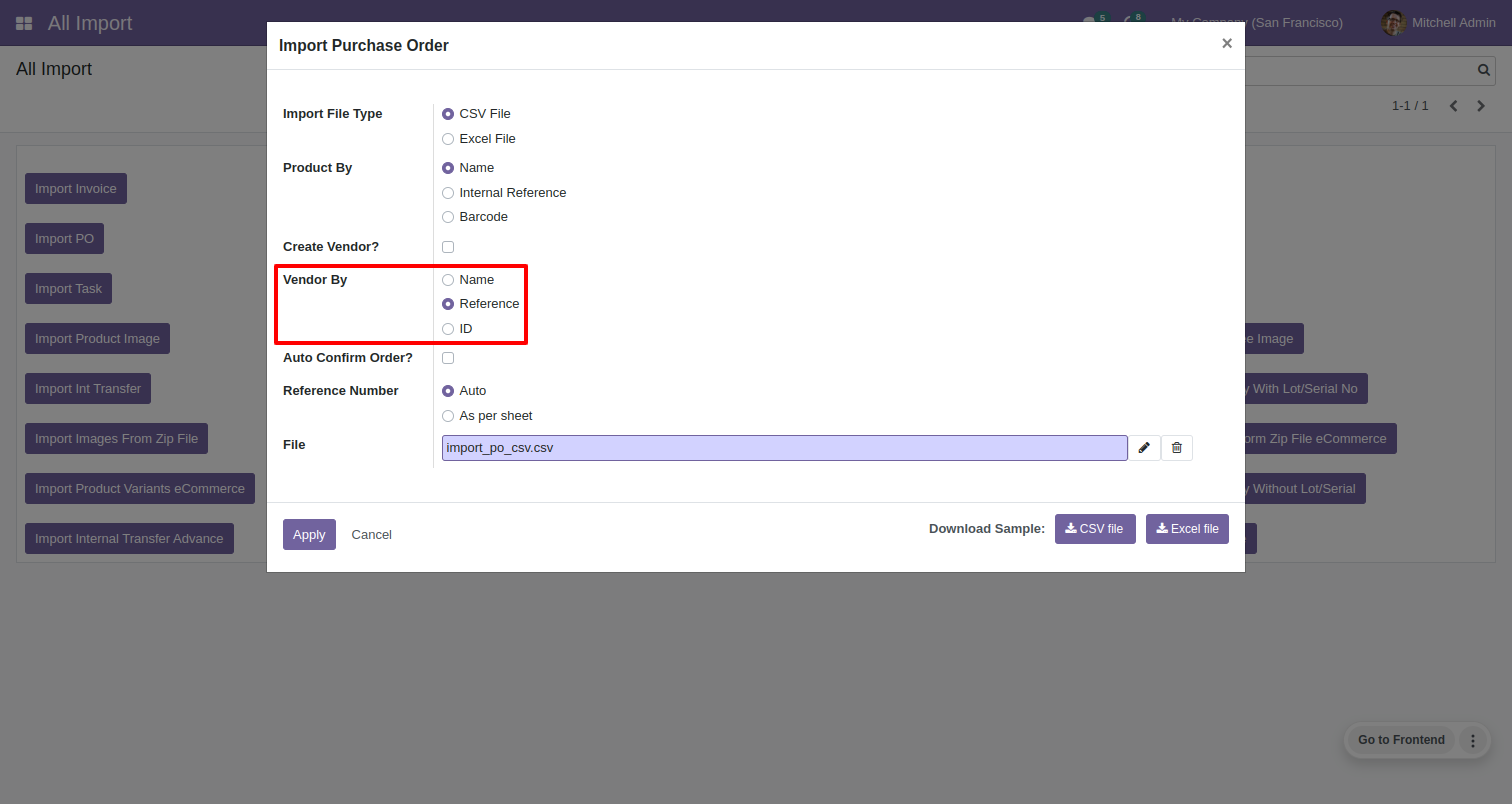 All Import
5
8
My Company (San Francisco)
Mitchell Admin
All Import
1-1 / 1
Import Invoice
Import PO
Import Task
Import Product Image
Import Int Transfer
Import Images From Zip File
Import Product Variants eCommerce
Import Internal Transfer Advance
Import Purchase Order
×
Import File Type
CSV File
Excel File
Product By
Name
Internal Reference
Barcode
Create Vendor?
Vendor By
Name
Reference
ID
Auto Confirm Order?
Reference Number
Auto
As per sheet
File
import_po_csv.csv
Apply
Cancel
Download Sample:
CSV file
Excel file
Image
With Lot/Serial No
Zip File eCommerce
Without Lot/Serial
Go to Frontend